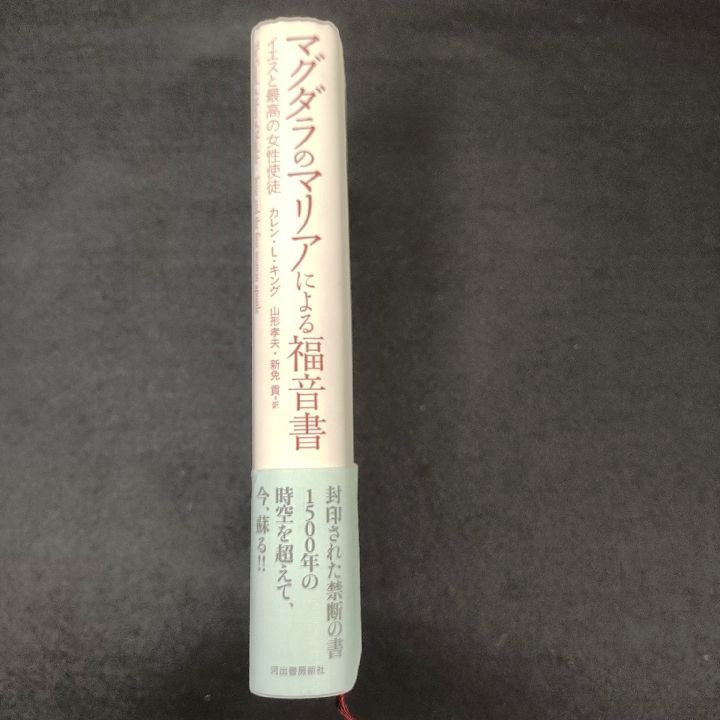 マグダラのマリアによる福音書
イエスと最高の女性使徒
カレン・L・キング 山形孝夫・新免 貢・訳
封印された禁断の書
1500年の
時空を超えて、
今、蘇る!!
河出書房新社